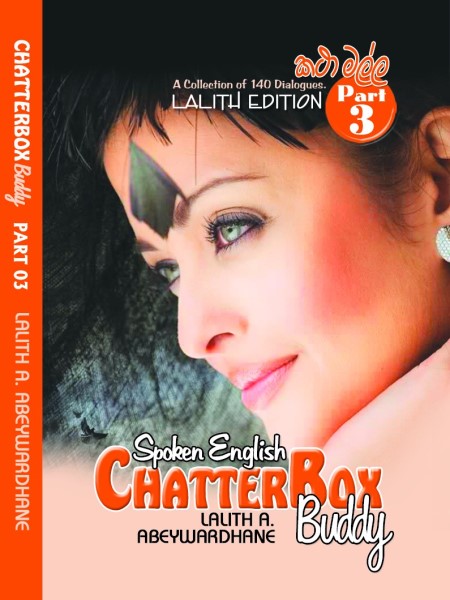 CHATTERBOX Buddy PART 03 LALITH A. ABEYWARDHANE
කටා මල්ල
A Collection of 140 Dialogues.
LALITH EDITION
Part
3
Spoken English
CHATTERBOX
Buddy
LALITH A.
ABEYWARDHANE